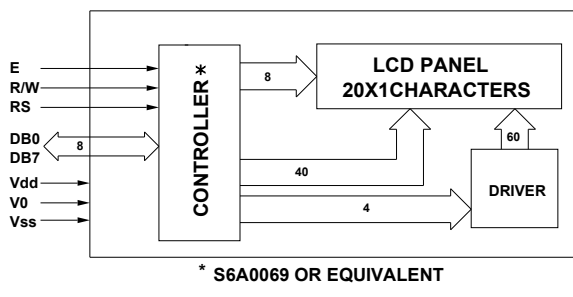 E
R/W
RS
DB0
DB7
8
Vdd
V0
Vss
CONTROLLER*
8
LCD PANEL
20X1CHARACTERS
40
60
4
DRIVER
* S6A0069 OR EQUIVALENT